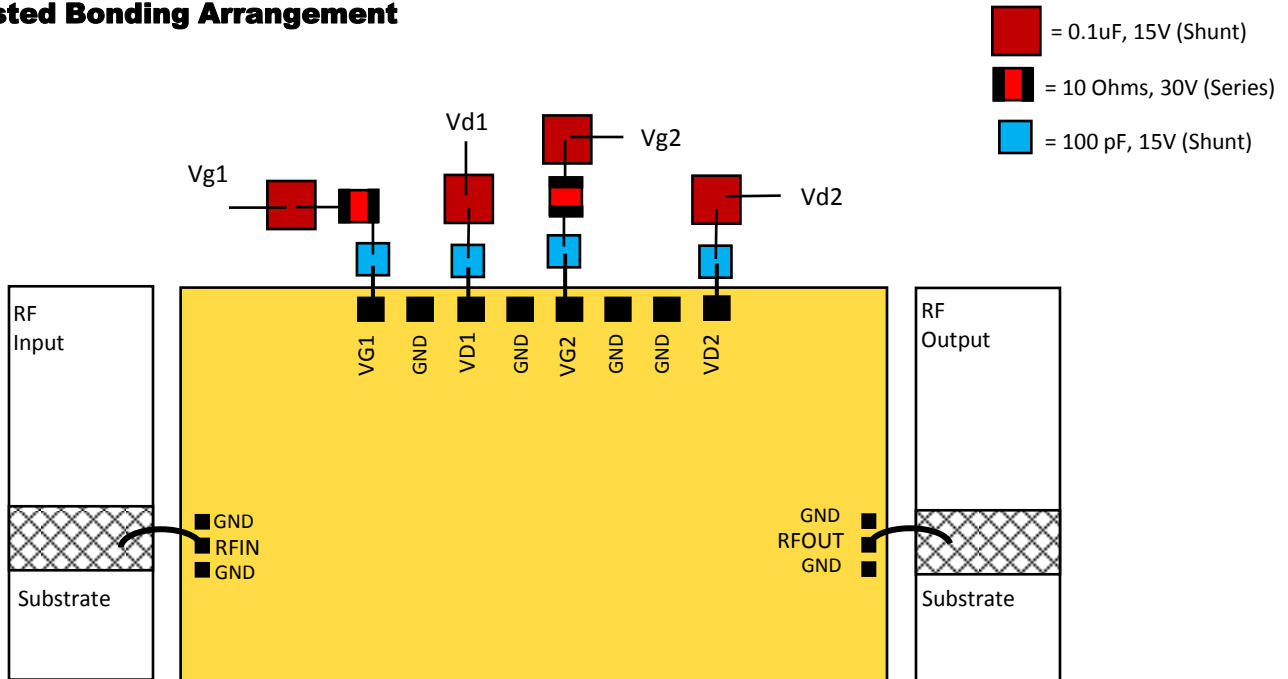 sted Bonding Arrangement
= 0.1uF, 15V (Shunt)
= 10 Ohms, 30V (Series)
= 100 pF, 15V (Shunt)
Vg1
Vd1
Vg2
Vd2
VG1
GND
VD1
GND
VG2
GND
GND
VD2
RF
Input
Substrate
GND
RFIN
GND
GND
RFOUT
GND
RF
Output
Substrate